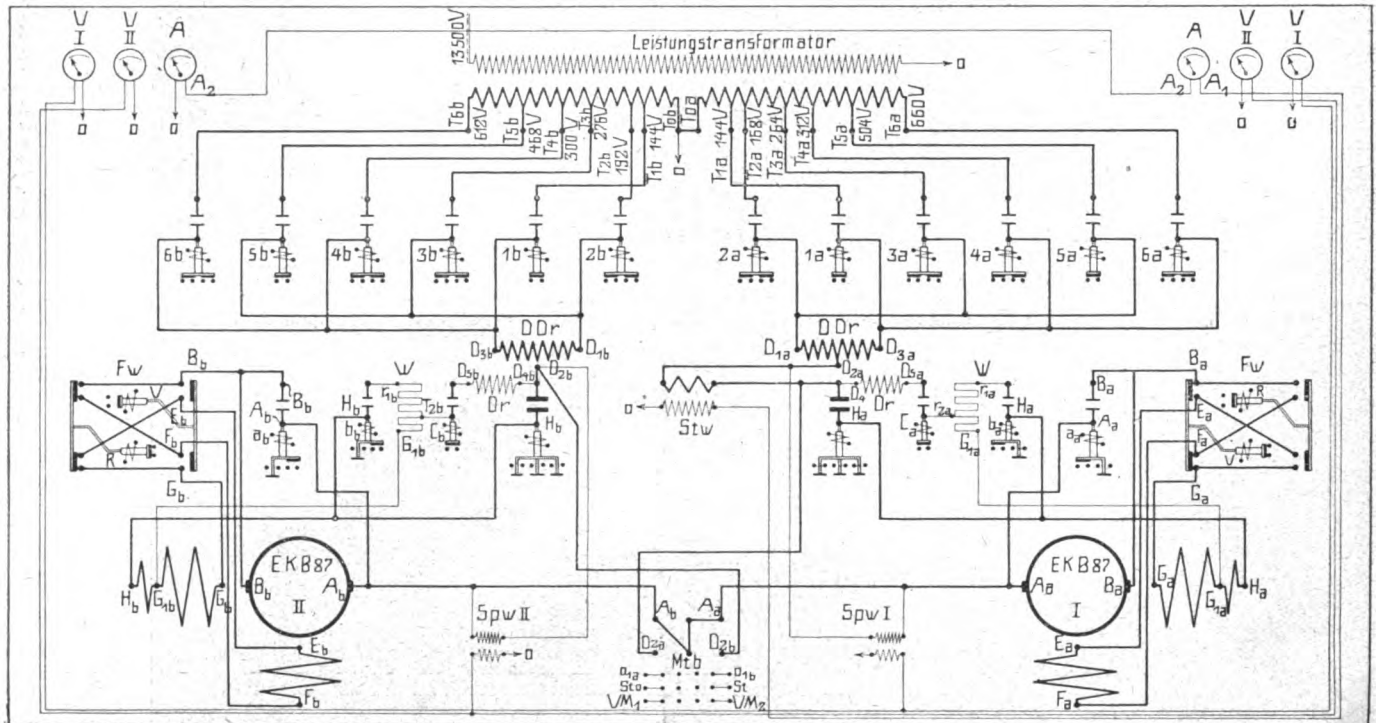 V V A
I II
A2
o o o
13500V
Leistungstransformator
o
A V V
II I
A2 A1
o o
T6b 612V
T5b 468V
T4b 300V
T3b 276V
T2b 192V
T1b 144V
Tob
o
Toa
T1a 144V
T2a 168V
T3a 264V
T4a 312V
T5a 504V
T6a 660V
6b 5b 4b 3b 1b 2b 2a 1a 3a 4a 5a 6a
DDr DDr
D3b D1b D1a D3a
Fw Bb D5b D4b D2b D2a D5a Ba Fw
V Eb Bb Hb W r1b r2b Dr Stw o D4 Ha Dr W r1a r2a Ha Ba Ea R
Ab ab bb G1b Cb Hb Ca G1a ba aa Aa
R Fb Fa V
Gb Ga
EKB87 EKB87
Hb G1b Gb Bb Ab Aa Ba Ga G1a Ha
II I
Spw II Ab Aa Spw I
o D2a Mtb D2b
Eb Ea
D1a D1b
Sto St
VM1 VM2
Fb Fa